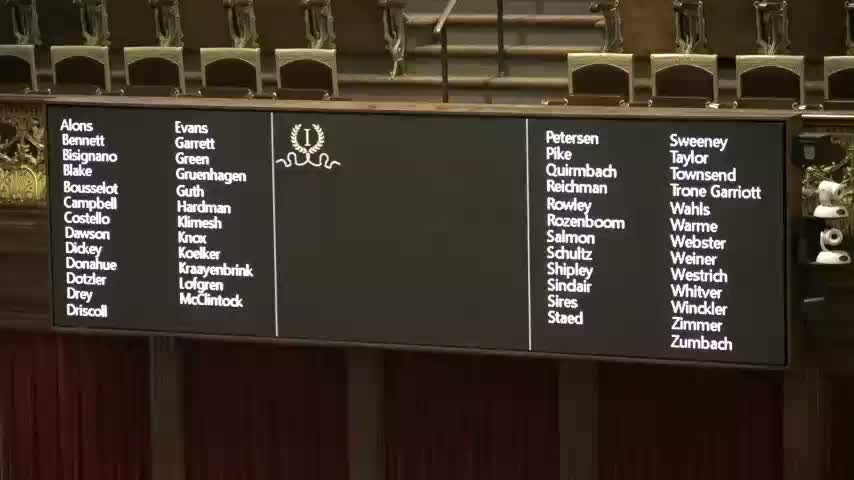 Alons
Bennett
Bisignano
Blake
Bousselot
Campbell
Costello
Dawson
Dickey
Donahue
Dotzler
Drey
Driscoll
Evans
Garrett
Green
Gruenhagen
Guth
Hardman
Klimesh
Knox
Koelker
Kraayenbrink
Lofgren
McClintock
I
Petersen
Pike
Quirmbach
Reichman
Rowley
Rozenboom
Salmon
Schultz
Shipley
Sinclair
Sires
Staed
Sweeney
Taylor
Townsend
Trone Garriott
Wahls
Warme
Webster
Weiner
Westrich
Whitver
Winckler
Zimmer
Zumbach